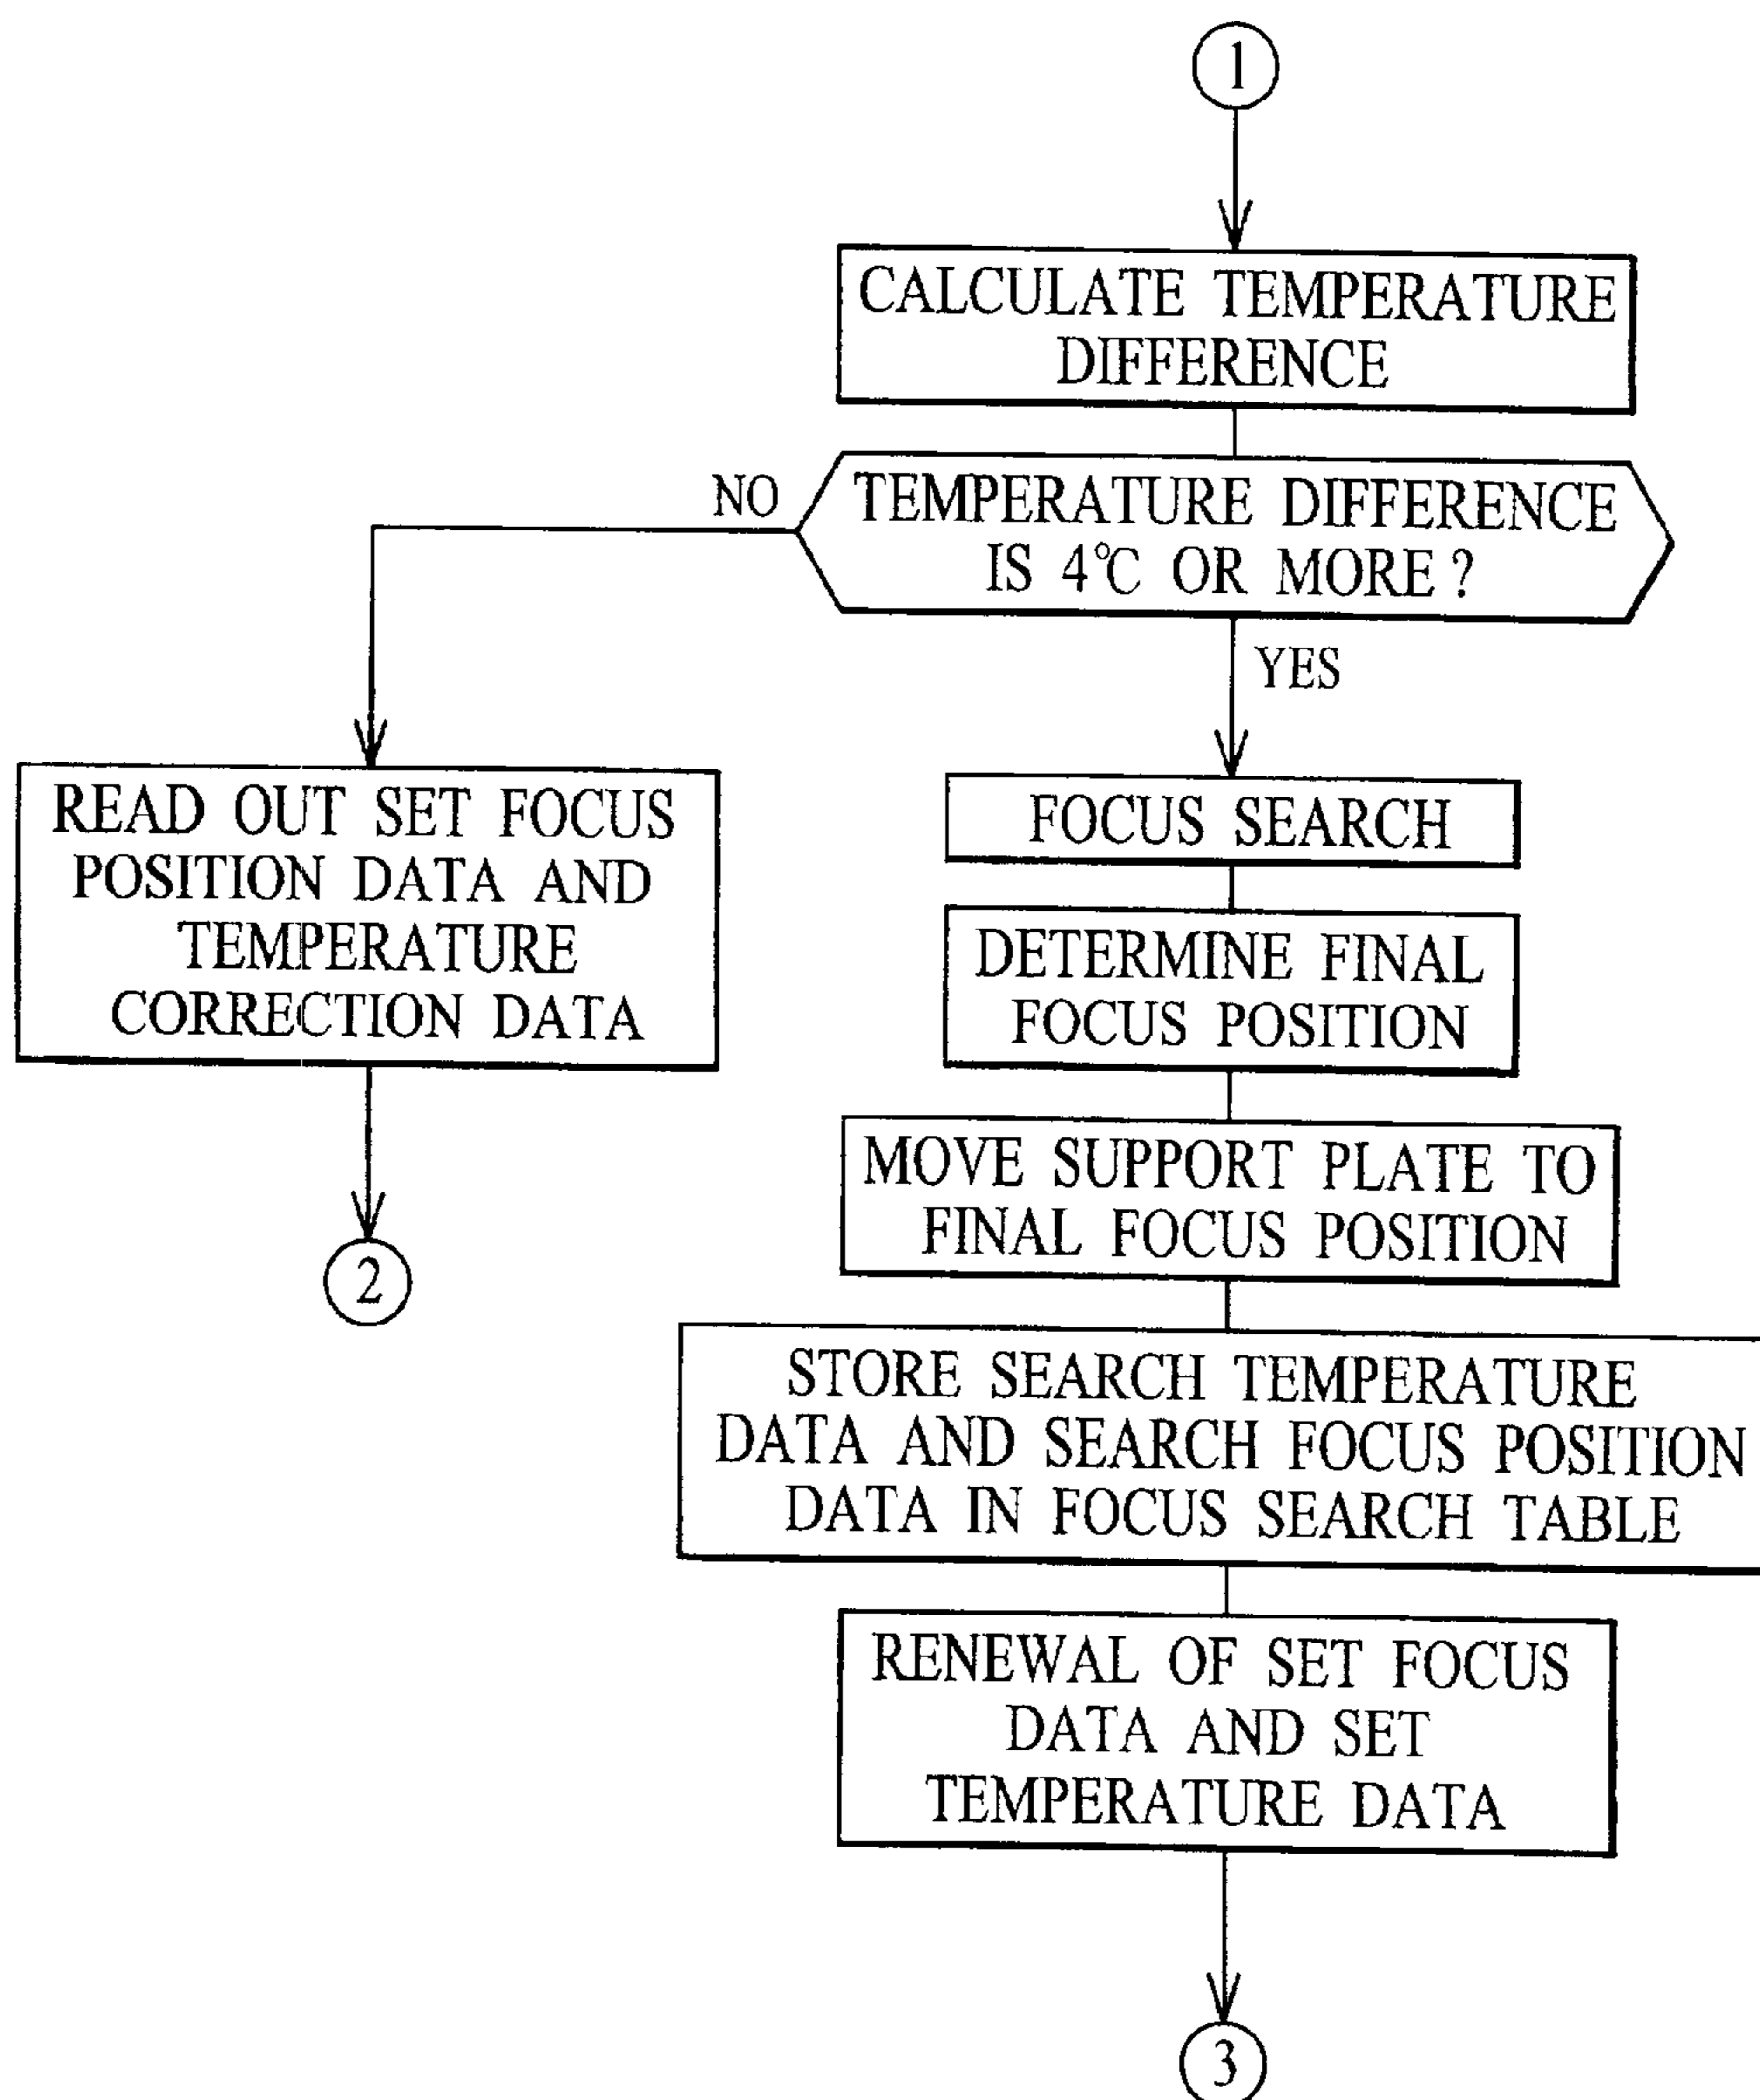 1
CALCULATE TEMPERATURE
DIFFERENCE
NO
TEMPERATURE DIFFERENCE
IS 4℃ OR MORE?
YES
READ OUT SET FOCUS
POSITION DATA AND
TEMPERATURE
CORRECTION DATA
2
FOCUS SEARCH
DETERMINE FINAL
FOCUS POSITION
MOVE SUPPORT PLATE TO
FINAL FOCUS POSITION
STORE SEARCH TEMPERATURE
DATA AND SEARCH FOCUS POSITION
DATA IN FOCUS SEARCH TABLE
RENEWAL OF SET FOCUS
DATA AND SET
TEMPERATURE DATA
3